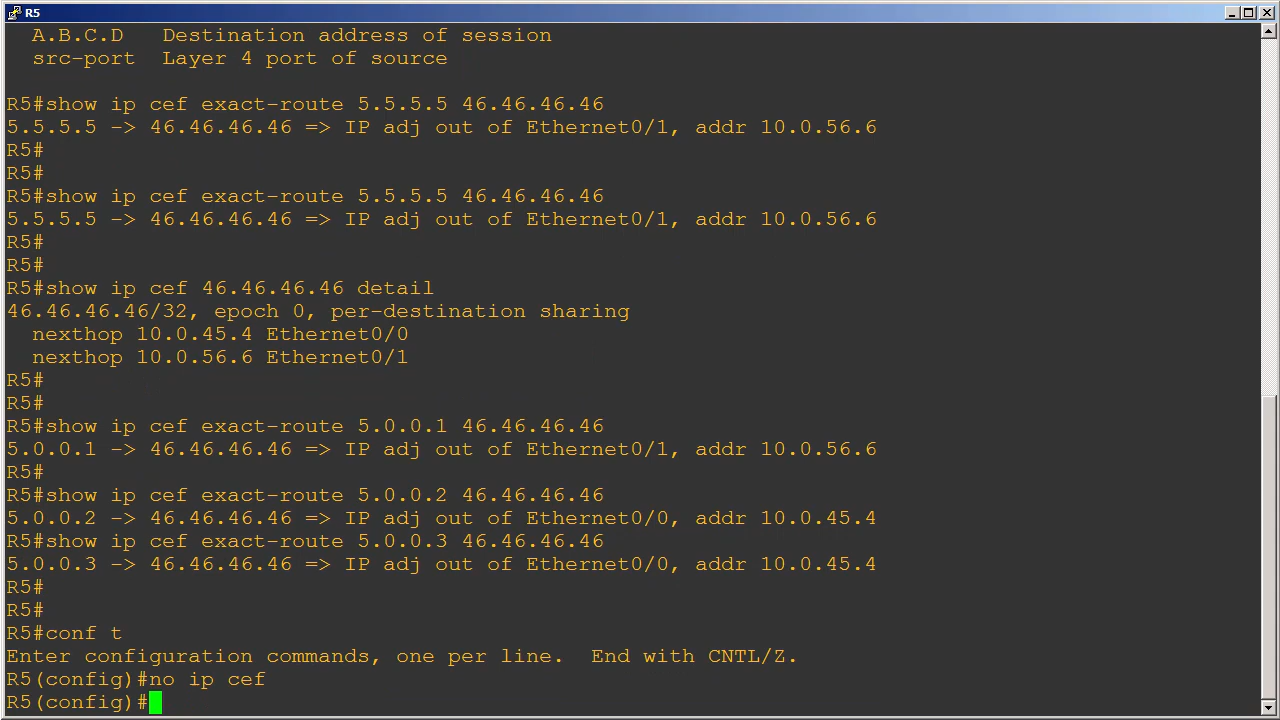 R5
A.B.C.D   Destination address of session
src-port  Layer 4 port of source
R5#show ip cef exact-route 5.5.5.5 46.46.46.46
5.5.5.5 -> 46.46.46.46 => IP adj out of Ethernet0/1, addr 10.0.56.6
R5#
R5#
R5#show ip cef exact-route 5.5.5.5 46.46.46.46
5.5.5.5 -> 46.46.46.46 => IP adj out of Ethernet0/1, addr 10.0.56.6
R5#
R5#
R5#show ip cef 46.46.46.46 detail
46.46.46.46/32, epoch 0, per-destination sharing
  nexthop 10.0.45.4 Ethernet0/0
  nexthop 10.0.56.6 Ethernet0/1
R5#
R5#
R5#show ip cef exact-route 5.0.0.1 46.46.46.46
5.0.0.1 -> 46.46.46.46 => IP adj out of Ethernet0/1, addr 10.0.56.6
R5#
R5#show ip cef exact-route 5.0.0.2 46.46.46.46
5.0.0.2 -> 46.46.46.46 => IP adj out of Ethernet0/0, addr 10.0.45.4
R5#show ip cef exact-route 5.0.0.3 46.46.46.46
5.0.0.3 -> 46.46.46.46 => IP adj out of Ethernet0/0, addr 10.0.45.4
R5#
R5#
R5#conf t
Enter configuration commands, one per line.  End with CNTL/Z.
R5(config)#no ip cef
R5(config)#